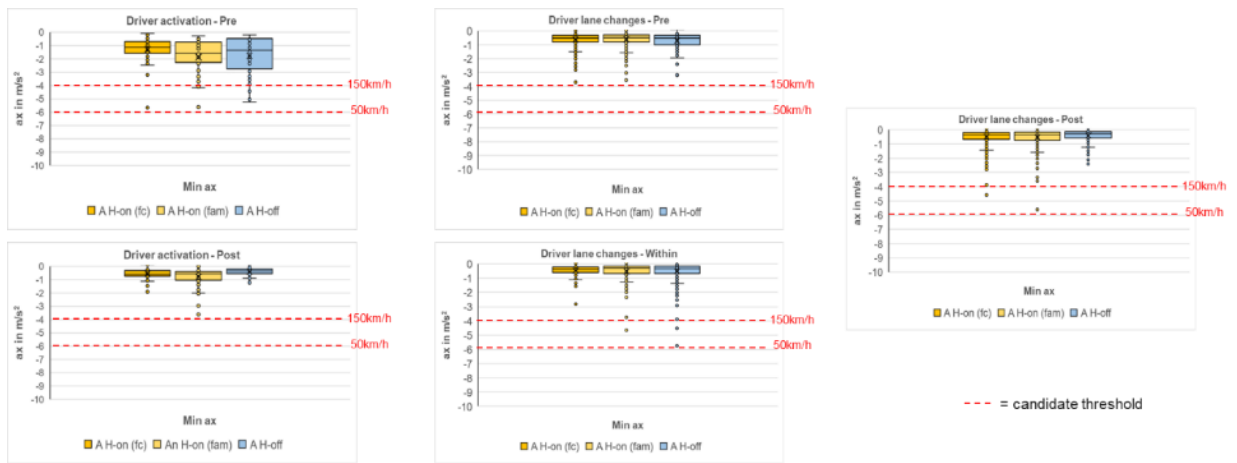 Driver activation - Pre
0
-1
-2
-3
-4
-5
-6
-7
-8
-9
-10
ax in m/s²
150km/h
50km/h
Min ax
A H-on (fc) A H-on (fam) A H-off
Driver lane changes - Pre
0
-1
-2
-3
-4
-5
-6
-7
-8
-9
-10
ax in m/s²
150km/h
50km/h
Min ax
A H-on (fc) A H-on (fam) A H-off
Driver lane changes - Post
0
-1
-2
-3
-4
-5
-6
-7
-8
-9
-10
ax in m/s²
150km/h
50km/h
Min ax
A H-on (fc) A H-on (fam) A H-off
Driver activation - Post
0
-1
-2
-3
-4
-5
-6
-7
-8
-9
-10
ax in m/s²
150km/h
50km/h
Min ax
A H-on (fc) An H-on (fam) A H-off
Driver lane changes - Within
0
-1
-2
-3
-4
-5
-6
-7
-8
-9
-10
ax in m/s²
150km/h
50km/h
Min ax
A H-on (fc) A H-on (fam) A H-off
= candidate threshold